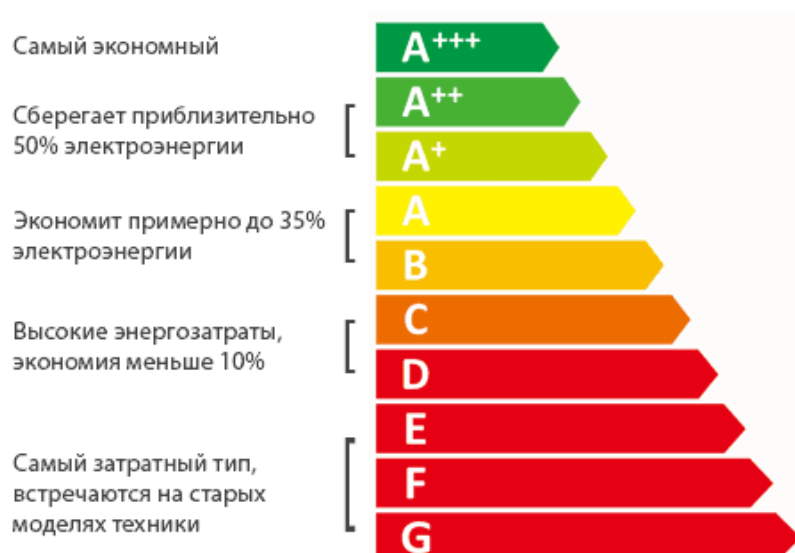 Самый экономный
A+++
Сберегает приблизительно
50% электроэнергии
A++
A+
Экономит примерно до 35%
электроэнергии
A
B
Высокие энергозатраты,
экономия меньше 10%
C
D
Самый затратный тип,
встречаются на старых
моделях техники
E
F
G